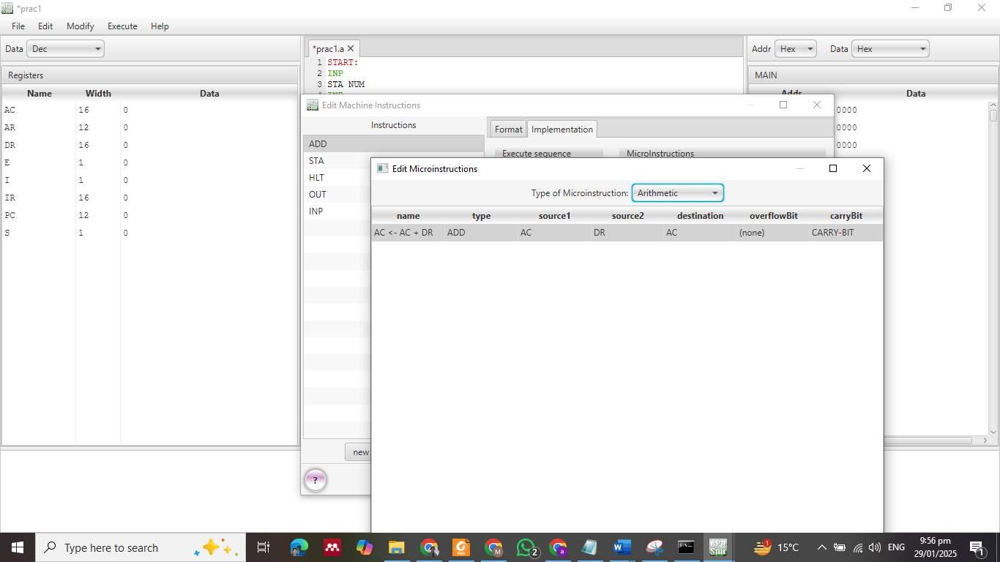 *prac1
File Edit Modify Execute Help
Data Dec
Registers
Name Width Data
AC 16 0
AR 12 0
DR 16 0
E 1 0
I 1 0
IR 16 0
PC 12 0
S 1 0
*prac1.a
1 START:
2 INP
3 STA NUM
Addr Hex Data Hex
MAIN
Addr Data
0000
0000
0000
Edit Machine Instructions
Instructions
ADD
STA
HLT
OUT
INP
new
?
Format Implementation
Execute sequence MicroInstructions
Edit Microinstructions
Type of Microinstruction: Arithmetic
name type source1 source2 destination overflowBit carryBit
AC <- AC + DR ADD AC DR AC (none) CARRY-BIT
Type here to search
2
15°C
ENG
9:56 pm
29/01/2025
1